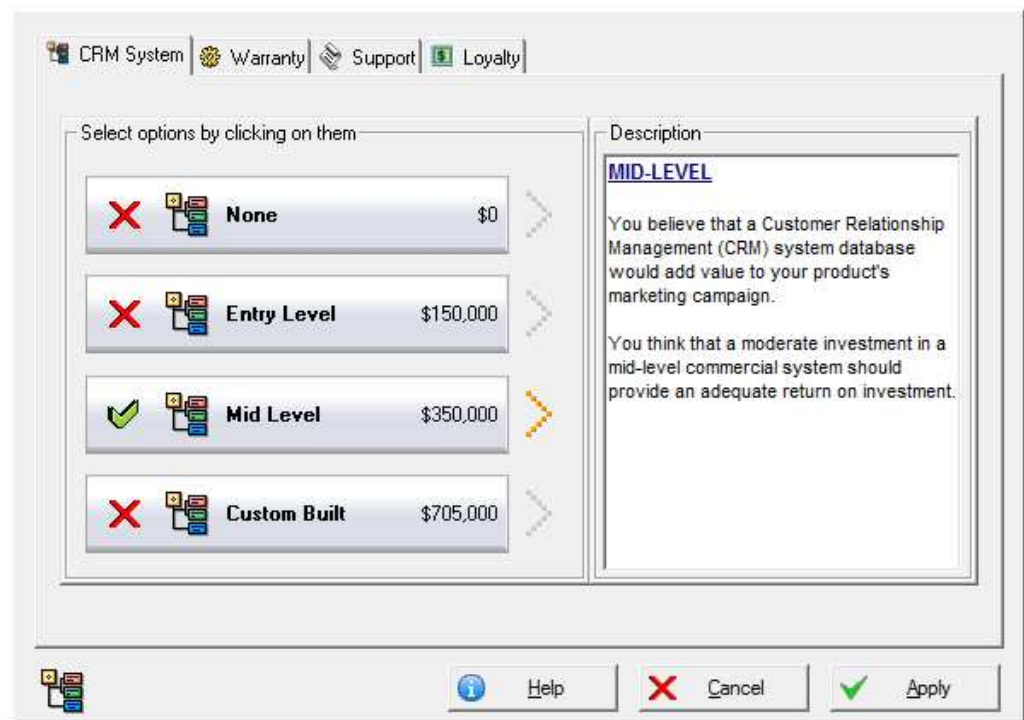 CRM System Warranty Support Loyalty
Select options by clicking on them
None $0
Entry Level $150,000
Mid Level $350,000
Custom Built $705,000
Description
MID-LEVEL
You believe that a Customer Relationship
Management (CRM) system database
would add value to your product's
marketing campaign.
You think that a moderate investment in a
mid-level commercial system should
provide an adequate return on investment.
Help Cancel Apply